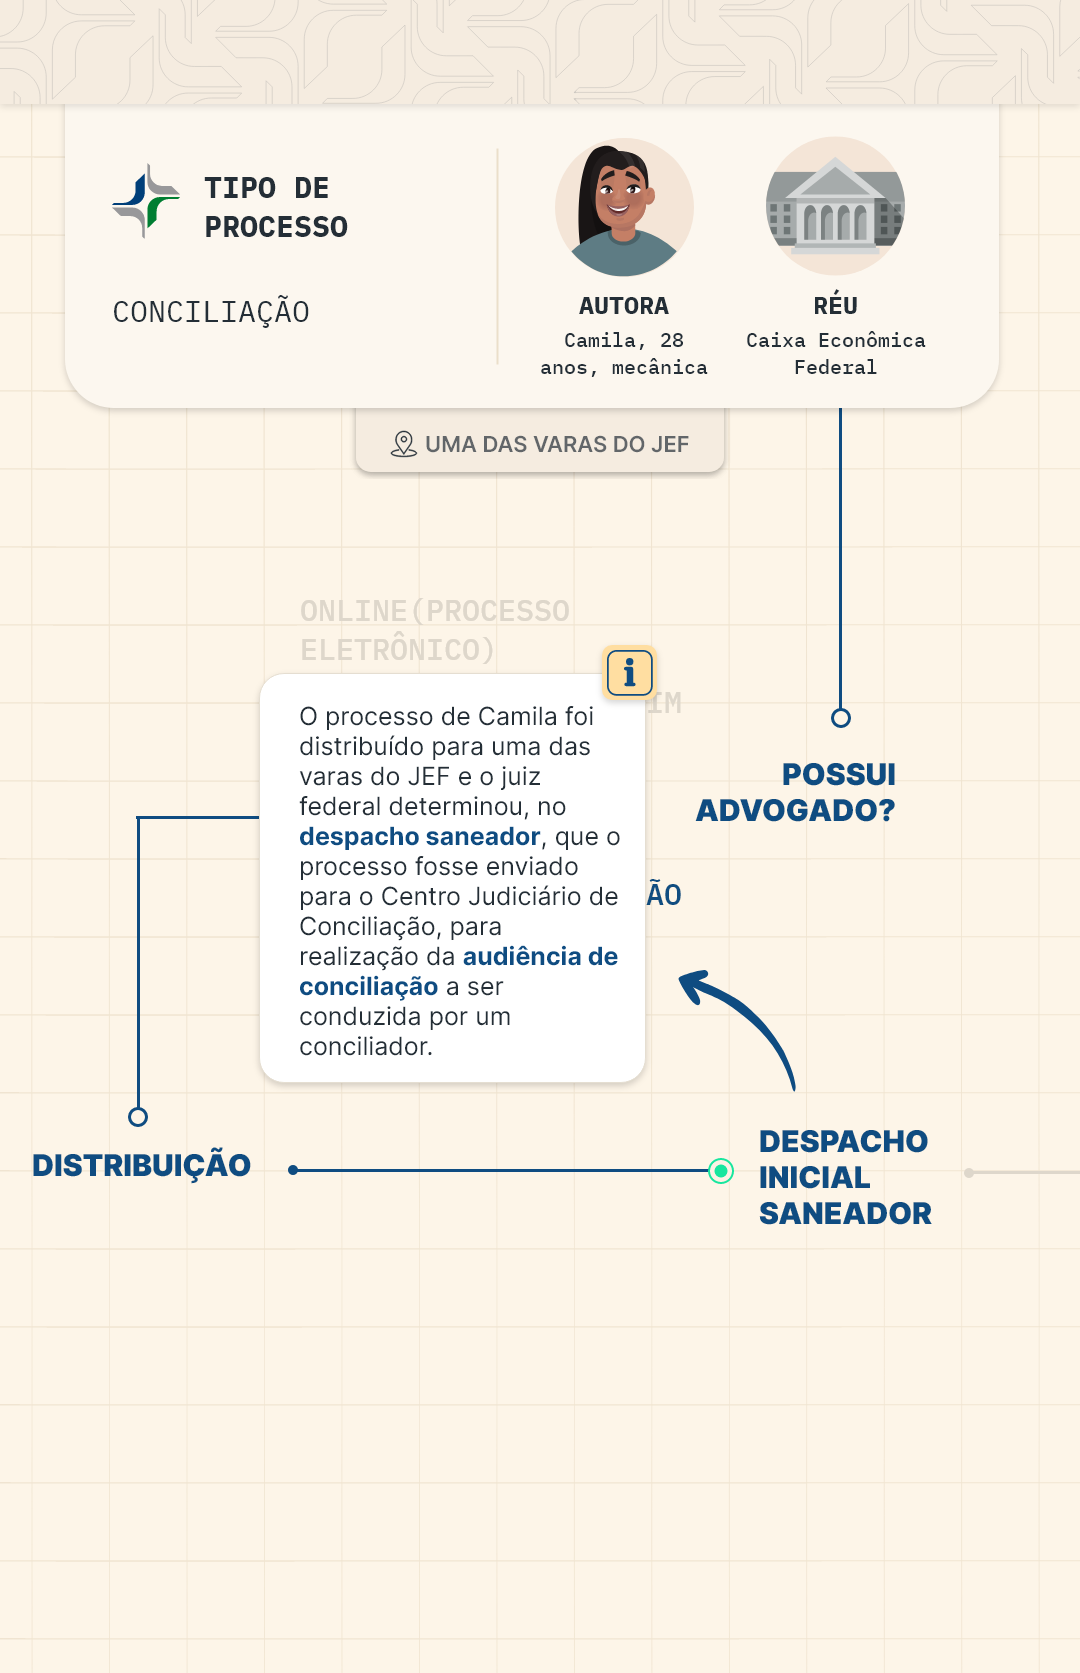 TIPO DE
PROCESSO
CONCILIAÇÃO
AUTORA
Camila, 28
anos, mecânica
RÉU
Caixa Econômica
Federal
UMA DAS VARAS DO JEF
ONLINE(PROCESSO
ELETRÔNICO)
IM
i
O processo de Camila foi
distribuído para uma das
varas do JEF e o juiz
federal determinou, no
despacho saneador, que o
processo fosse enviado
para o Centro Judiciário de
Conciliação, para
realização da audiência de
conciliação a ser
conduzida por um
conciliador.
POSSUI
ADVOGADO?
ÃO
DISTRIBUIÇÃO
DESPACHO
INICIAL
SANEADOR